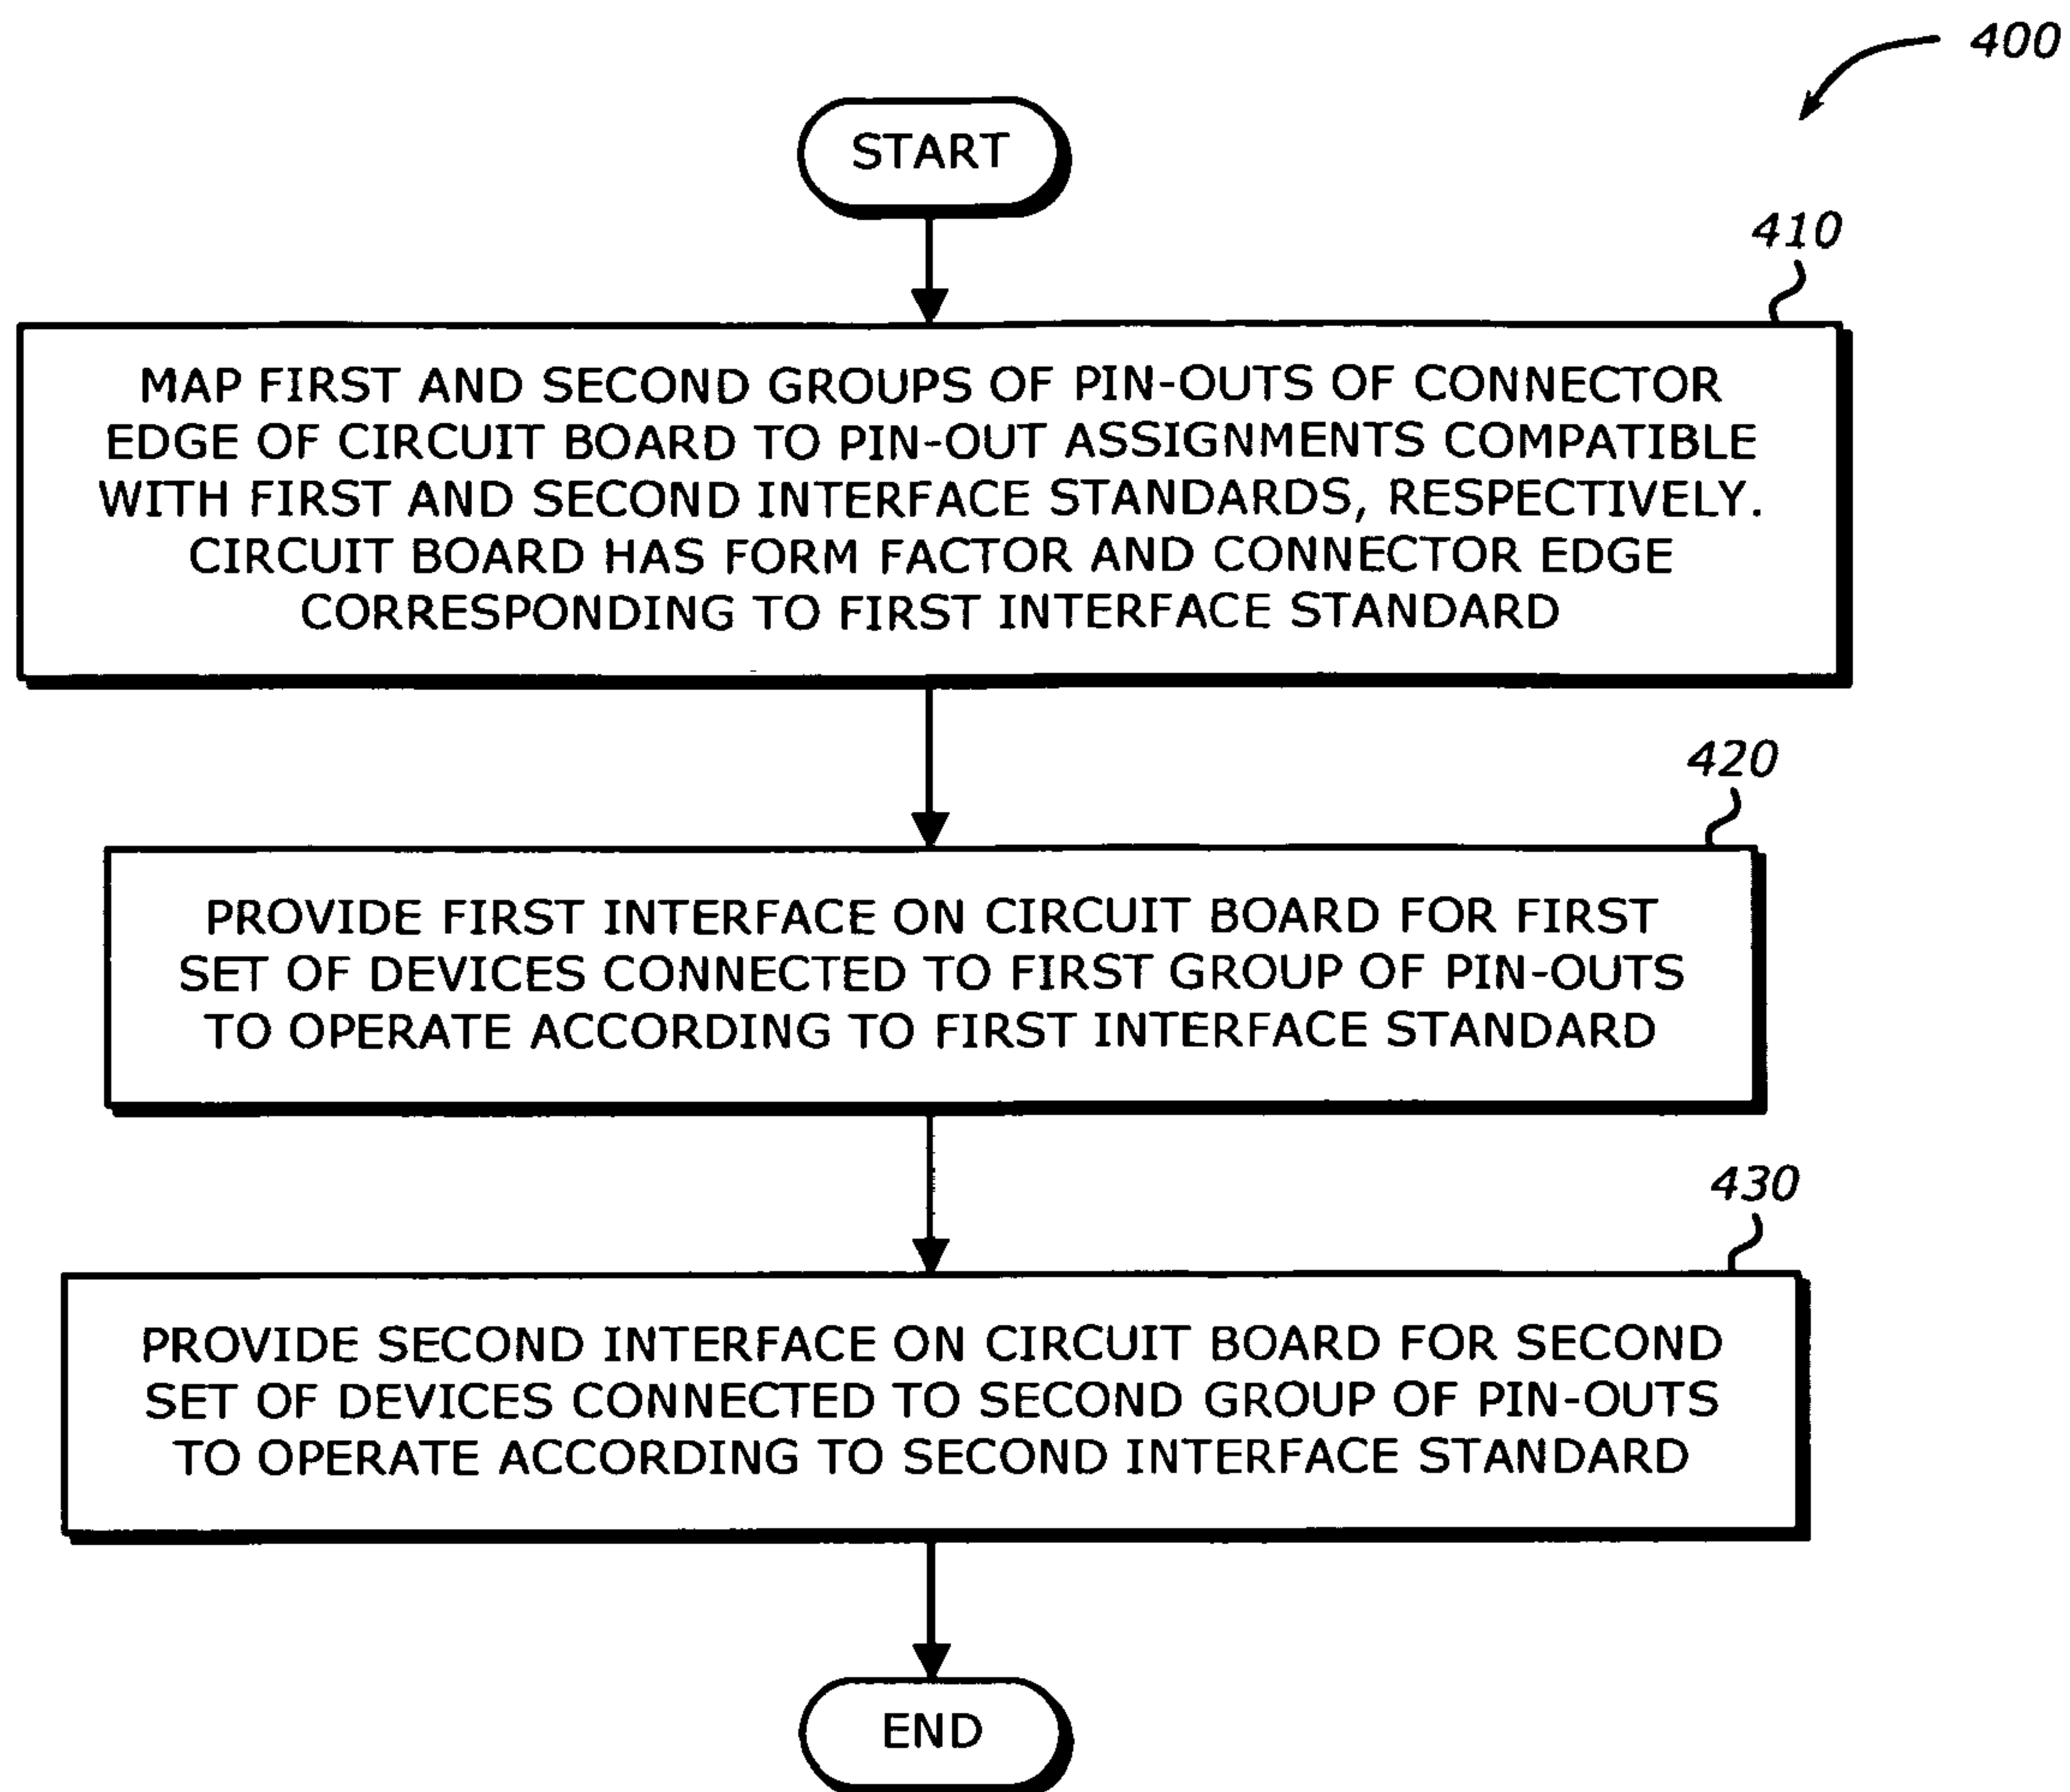 400
START
410
MAP FIRST AND SECOND GROUPS OF PIN-OUTS OF CONNECTOR
EDGE OF CIRCUIT BOARD TO PIN-OUT ASSIGNMENTS COMPATIBLE
WITH FIRST AND SECOND INTERFACE STANDARDS, RESPECTIVELY.
CIRCUIT BOARD HAS FORM FACTOR AND CONNECTOR EDGE
CORRESPONDING TO FIRST INTERFACE STANDARD
420
PROVIDE FIRST INTERFACE ON CIRCUIT BOARD FOR FIRST
SET OF DEVICES CONNECTED TO FIRST GROUP OF PIN-OUTS
TO OPERATE ACCORDING TO FIRST INTERFACE STANDARD
430
PROVIDE SECOND INTERFACE ON CIRCUIT BOARD FOR SECOND
SET OF DEVICES CONNECTED TO SECOND GROUP OF PIN-OUTS
TO OPERATE ACCORDING TO SECOND INTERFACE STANDARD
END